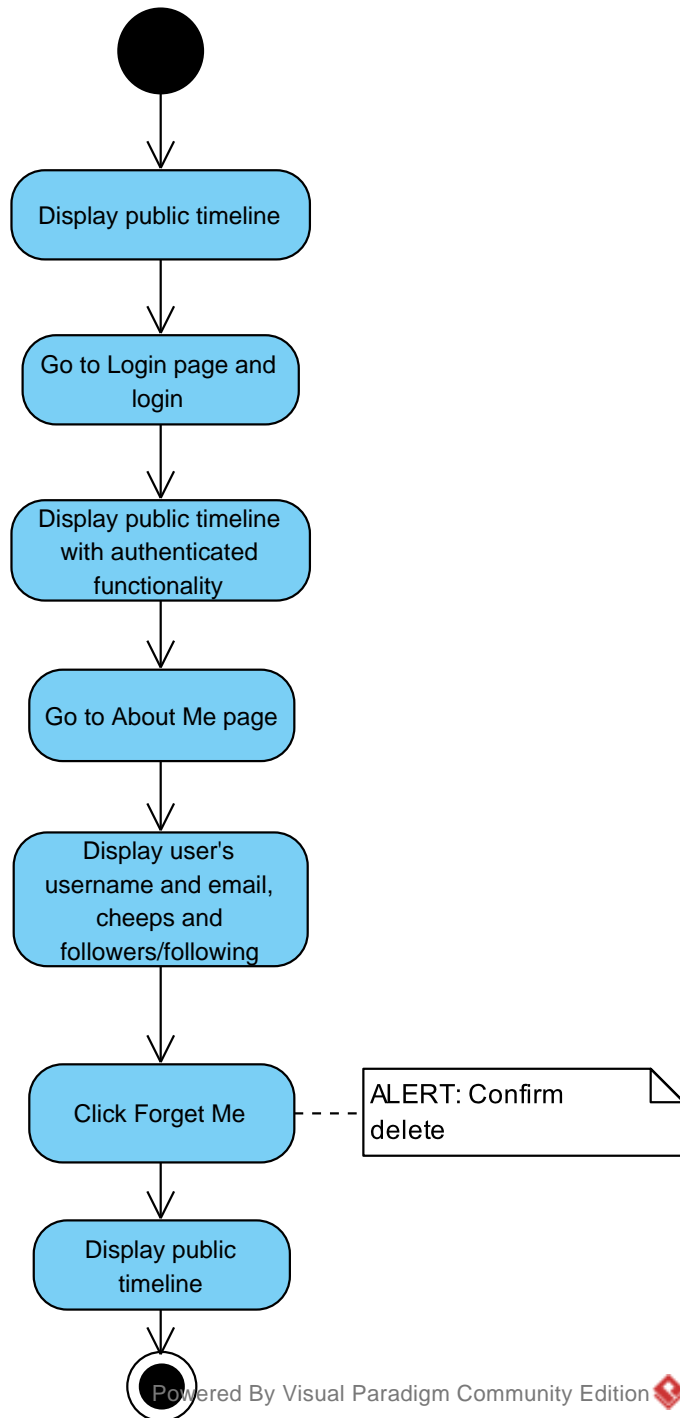 Display public timeline
Go to Login page and
login
Display public timeline
with authenticated
functionality
Go to About Me page
Display user's
username and email,
cheeps and
followers/following
Click Forget Me
ALERT: Confirm
delete
Display public
timeline
Powered By Visual Paradigm Community Edition